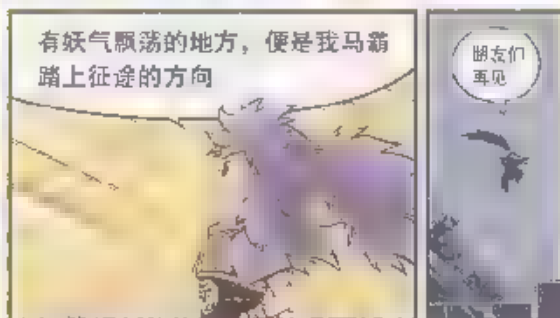 有妖气飘荡的地方，便是我马霸
踏上征途的方向
朋友们
再见